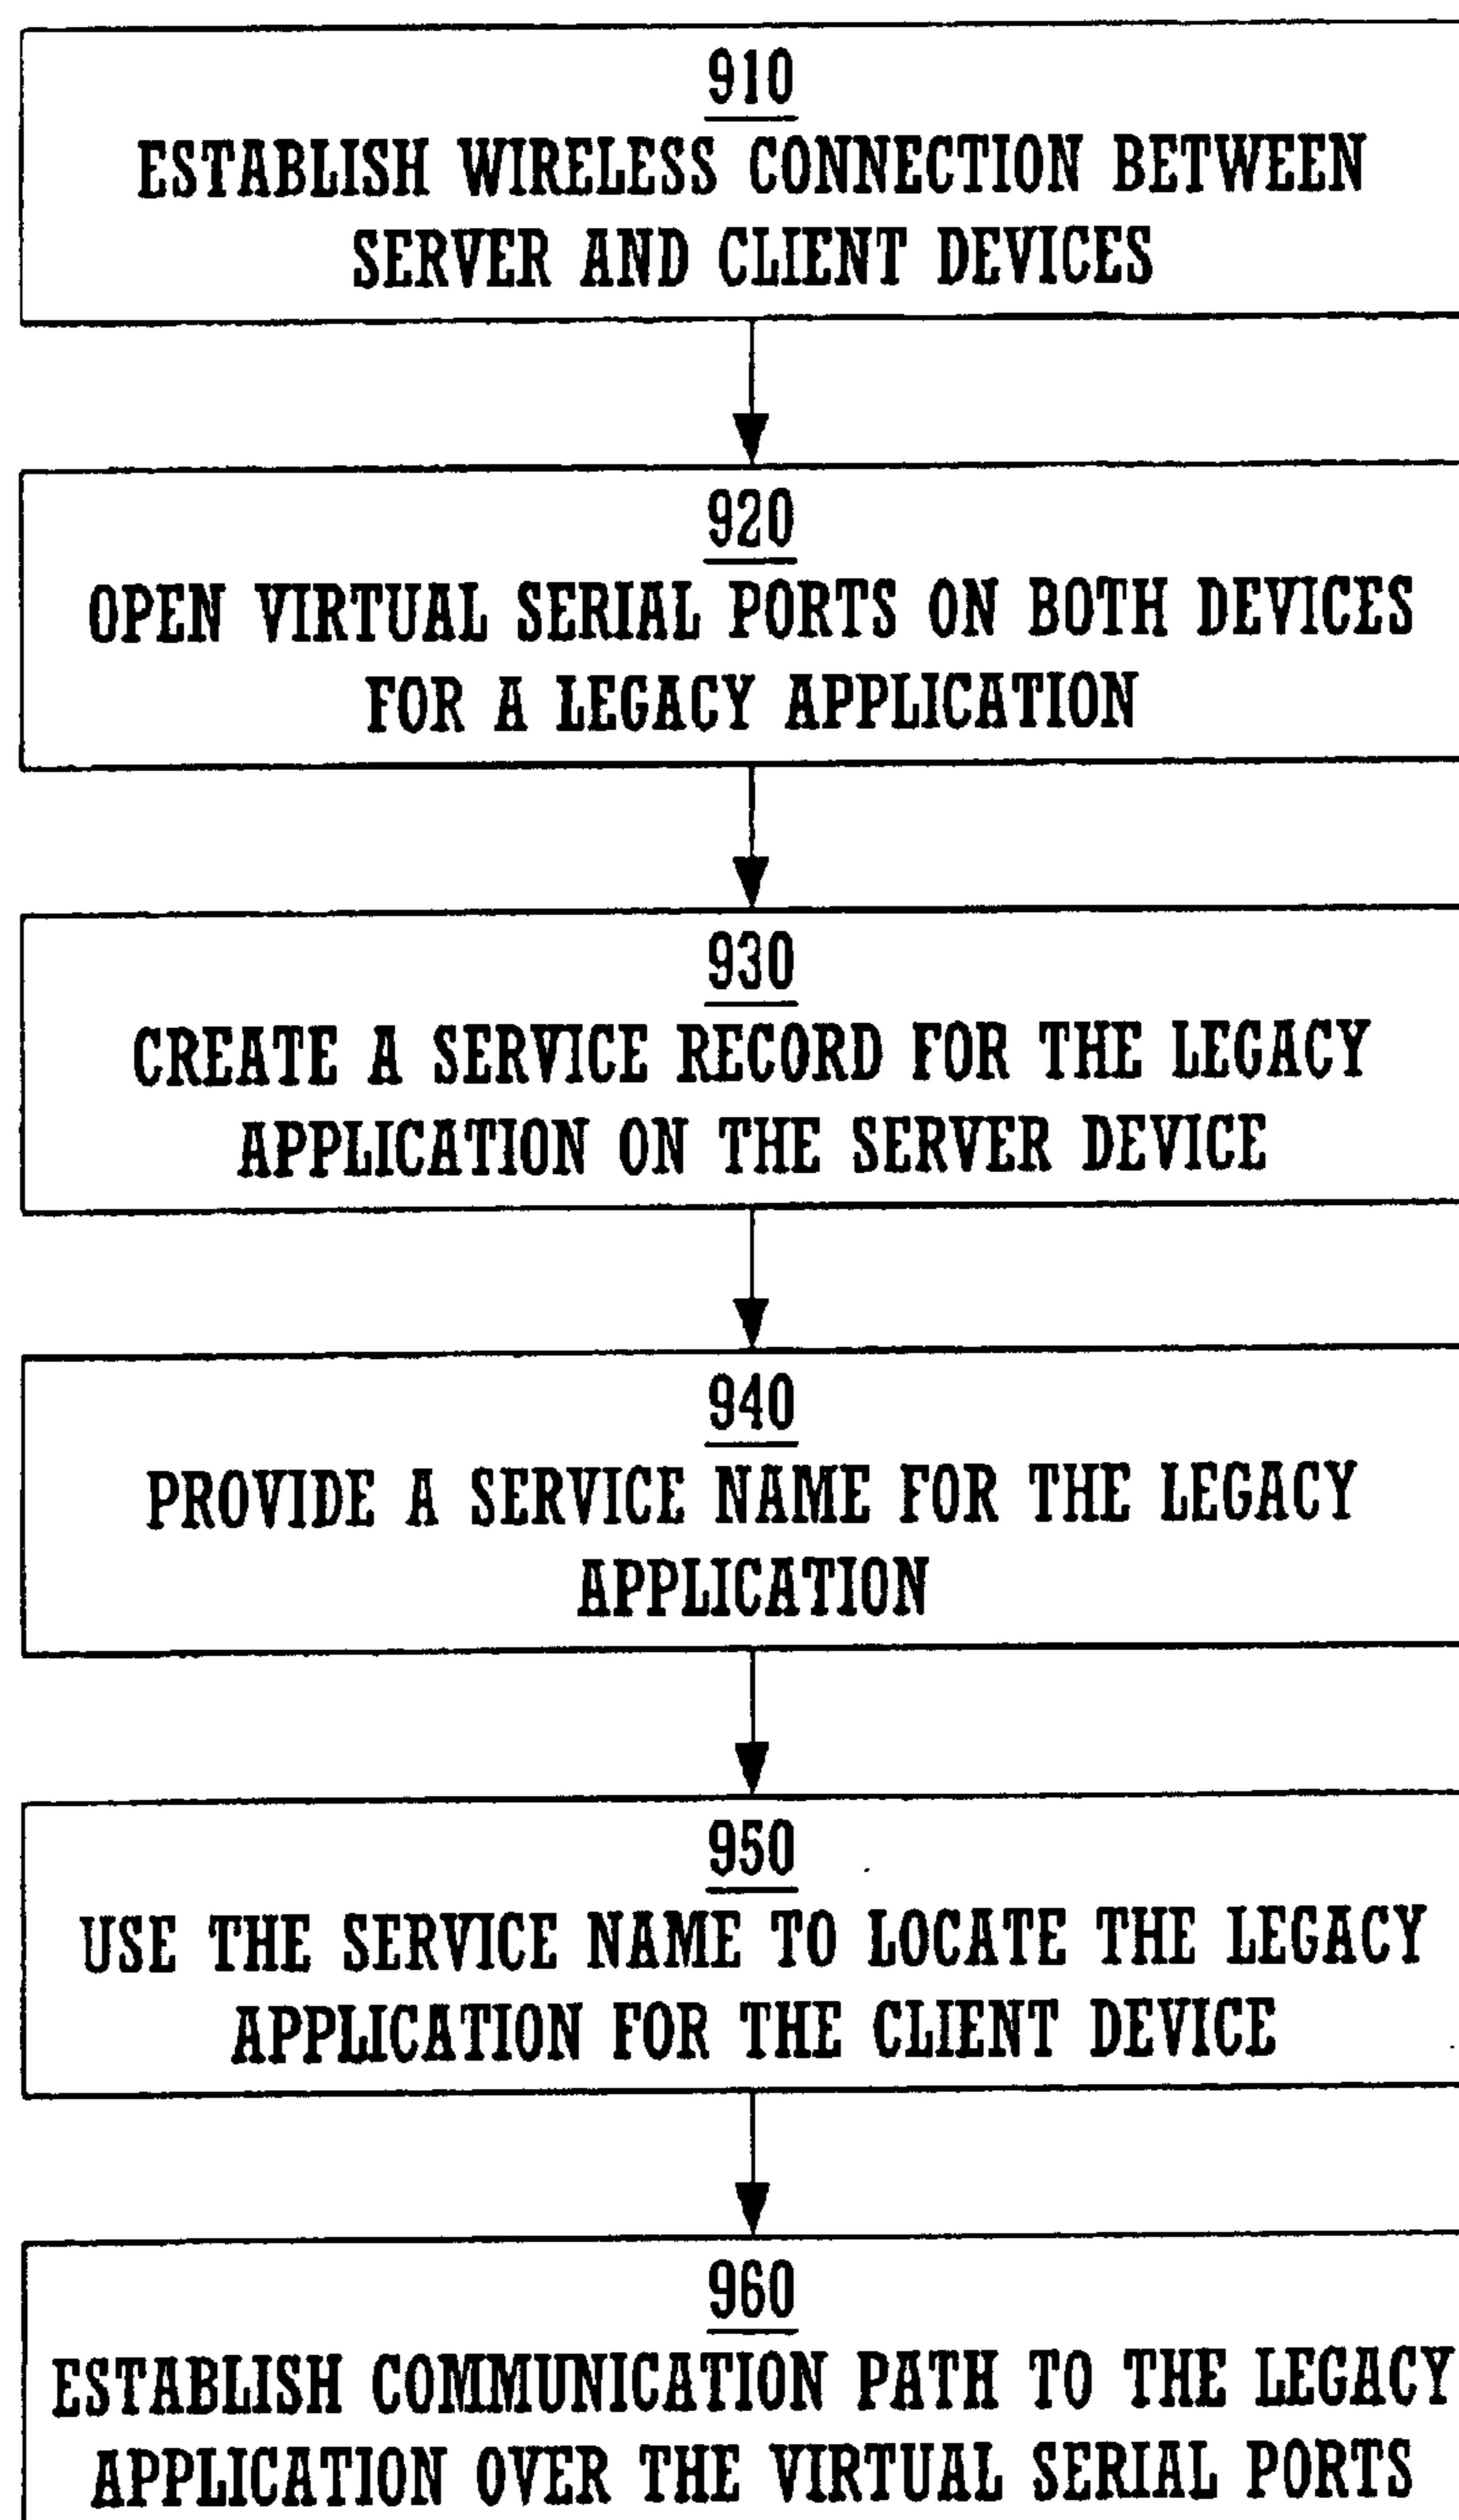 910
ESTABLISH WIRELESS CONNECTION BETWEEN
SERVER AND CLIENT DEVICES
920
OPEN VIRTUAL SERIAL PORTS ON BOTH DEVICES
FOR A LEGACY APPLICATION
930
CREATE A SERVICE RECORD FOR THE LEGACY
APPLICATION ON THE SERVER DEVICE
940
PROVIDE A SERVICE NAME FOR THE LEGACY
APPLICATION
950
USE THE SERVICE NAME TO LOCATE THE LEGACY
APPLICATION FOR THE CLIENT DEVICE
960
ESTABLISH COMMUNICATION PATH TO THE LEGACY
APPLICATION OVER THE VIRTUAL SERIAL PORTS